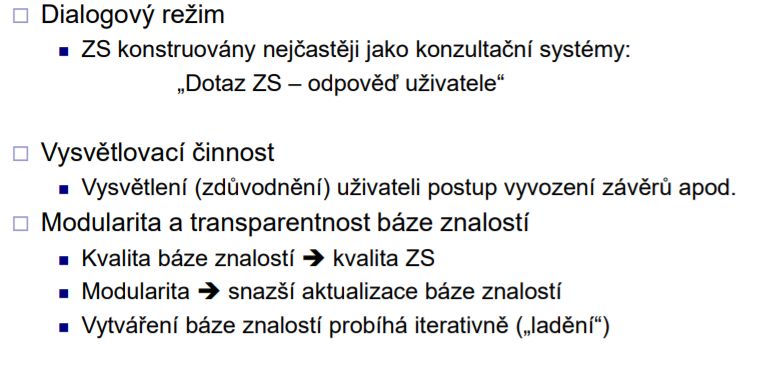 Dialogový režim
ZS konstruovány nejčastěji jako konzultační systémy:
„Dotaz ZS – odpověď uživatele“
Vysvětlovací činnost
Vysvětlení (zdůvodnění) uživateli postup vyvození závěrů apod.
Modularita a transparentnost báze znalostí
Kvalita báze znalostí ➔ kvalita ZS
Modularita ➔ snazší aktualizace báze znalostí
Vytváření báze znalostí probíhá iterativně („ladění“)